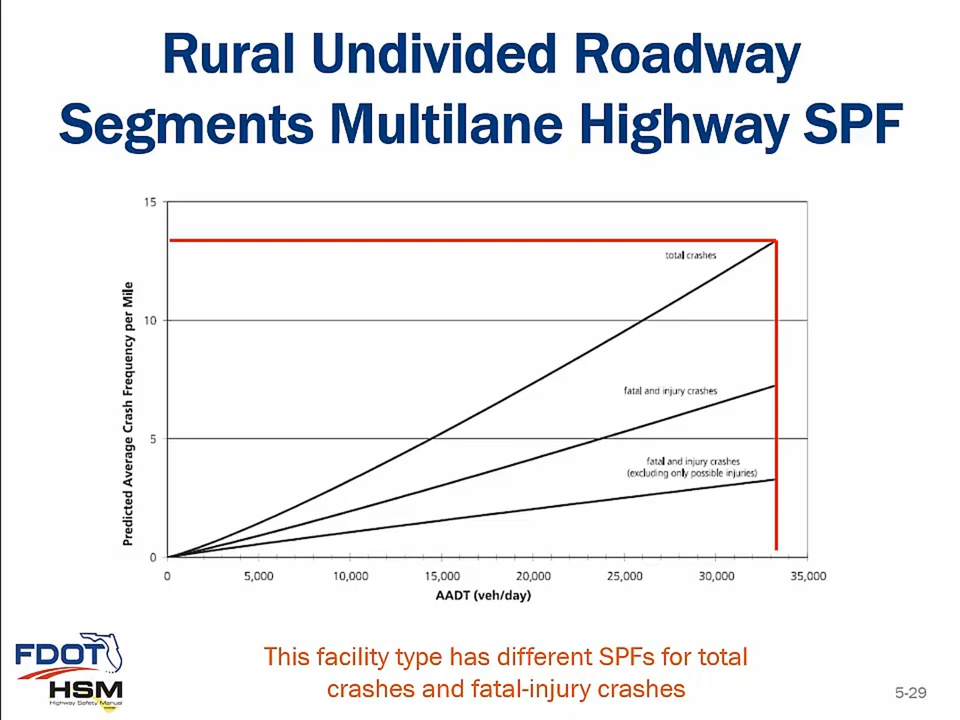 Rural Undivided Roadway
Segments Multilane Highway SPF
15
total crashes
10
fatal and injury crashes
5
fatal and injury crashes
(excluding only possible injuries)
0
Predicted Average Crash Frequency per Mile
0 5,000 10,000 15,000 20,000 25,000 30,000 35,000
AADT (veh/day)
FDOT
HSM
Highway Safety Manual
This facility type has different SPFs for total
crashes and fatal-injury crashes
5-29